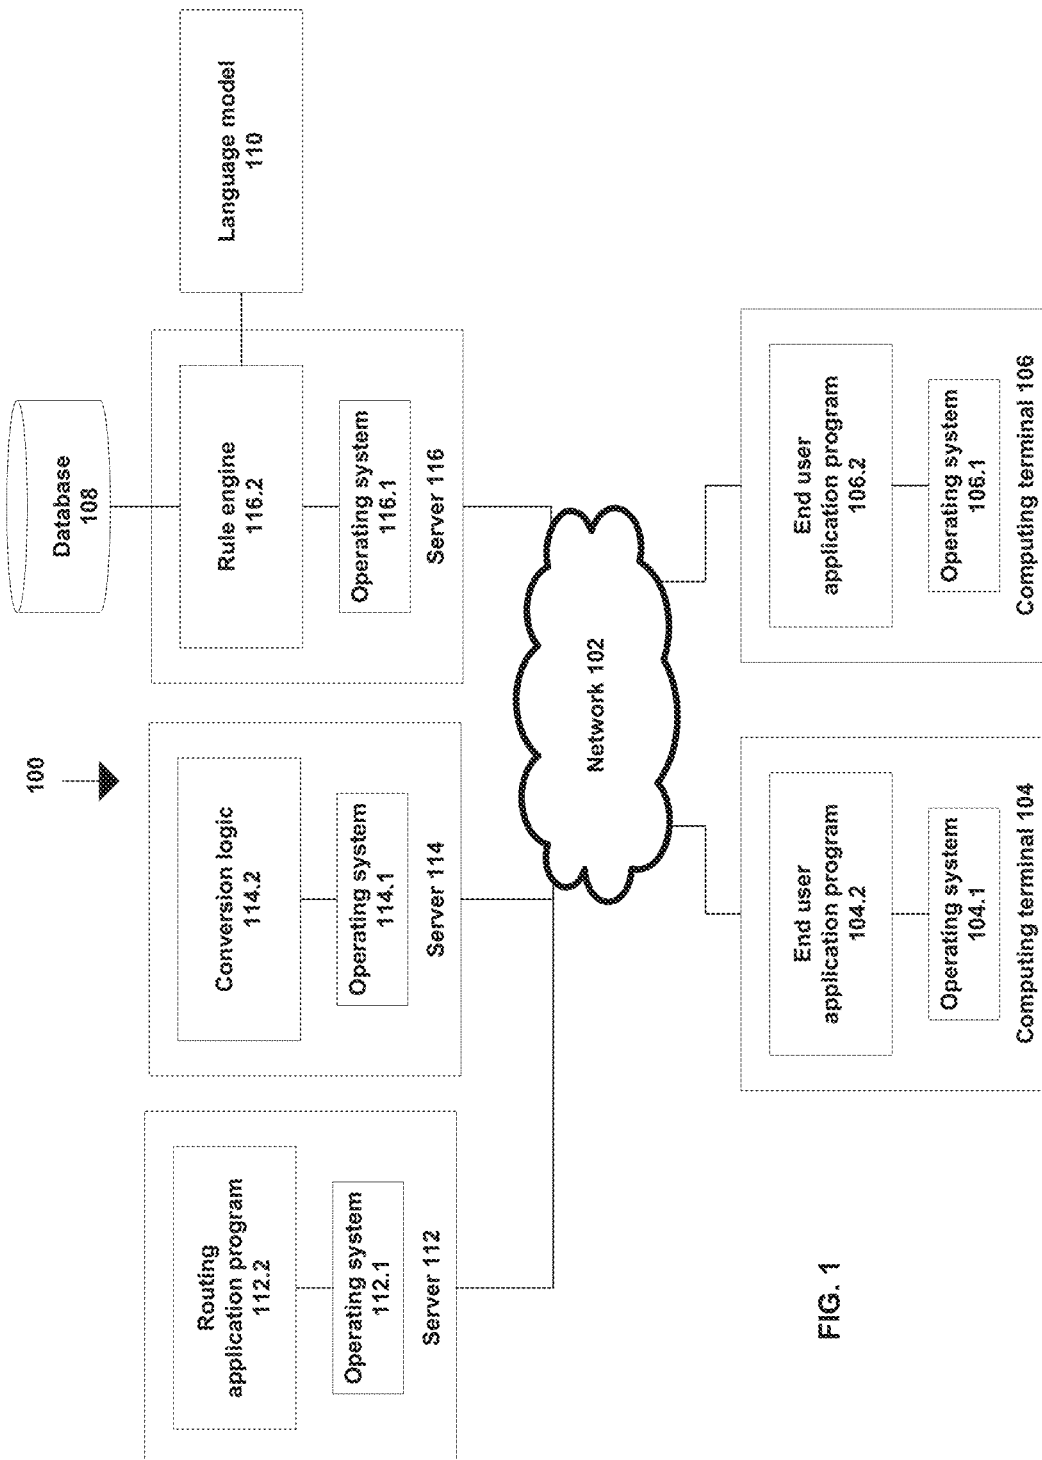 100
Database
108
Language model
110
Routing
application program
112.2
Operating system
112.1
Server 112
Conversion logic
114.2
Operating system
114.1
Server 114
Rule engine
116.2
Operating system
116.1
Server 116
Network 102
End user
application program
104.2
Operating system
104.1
Computing terminal 104
End user
application program
106.2
Operating system
106.1
Computing terminal 106
FIG. 1